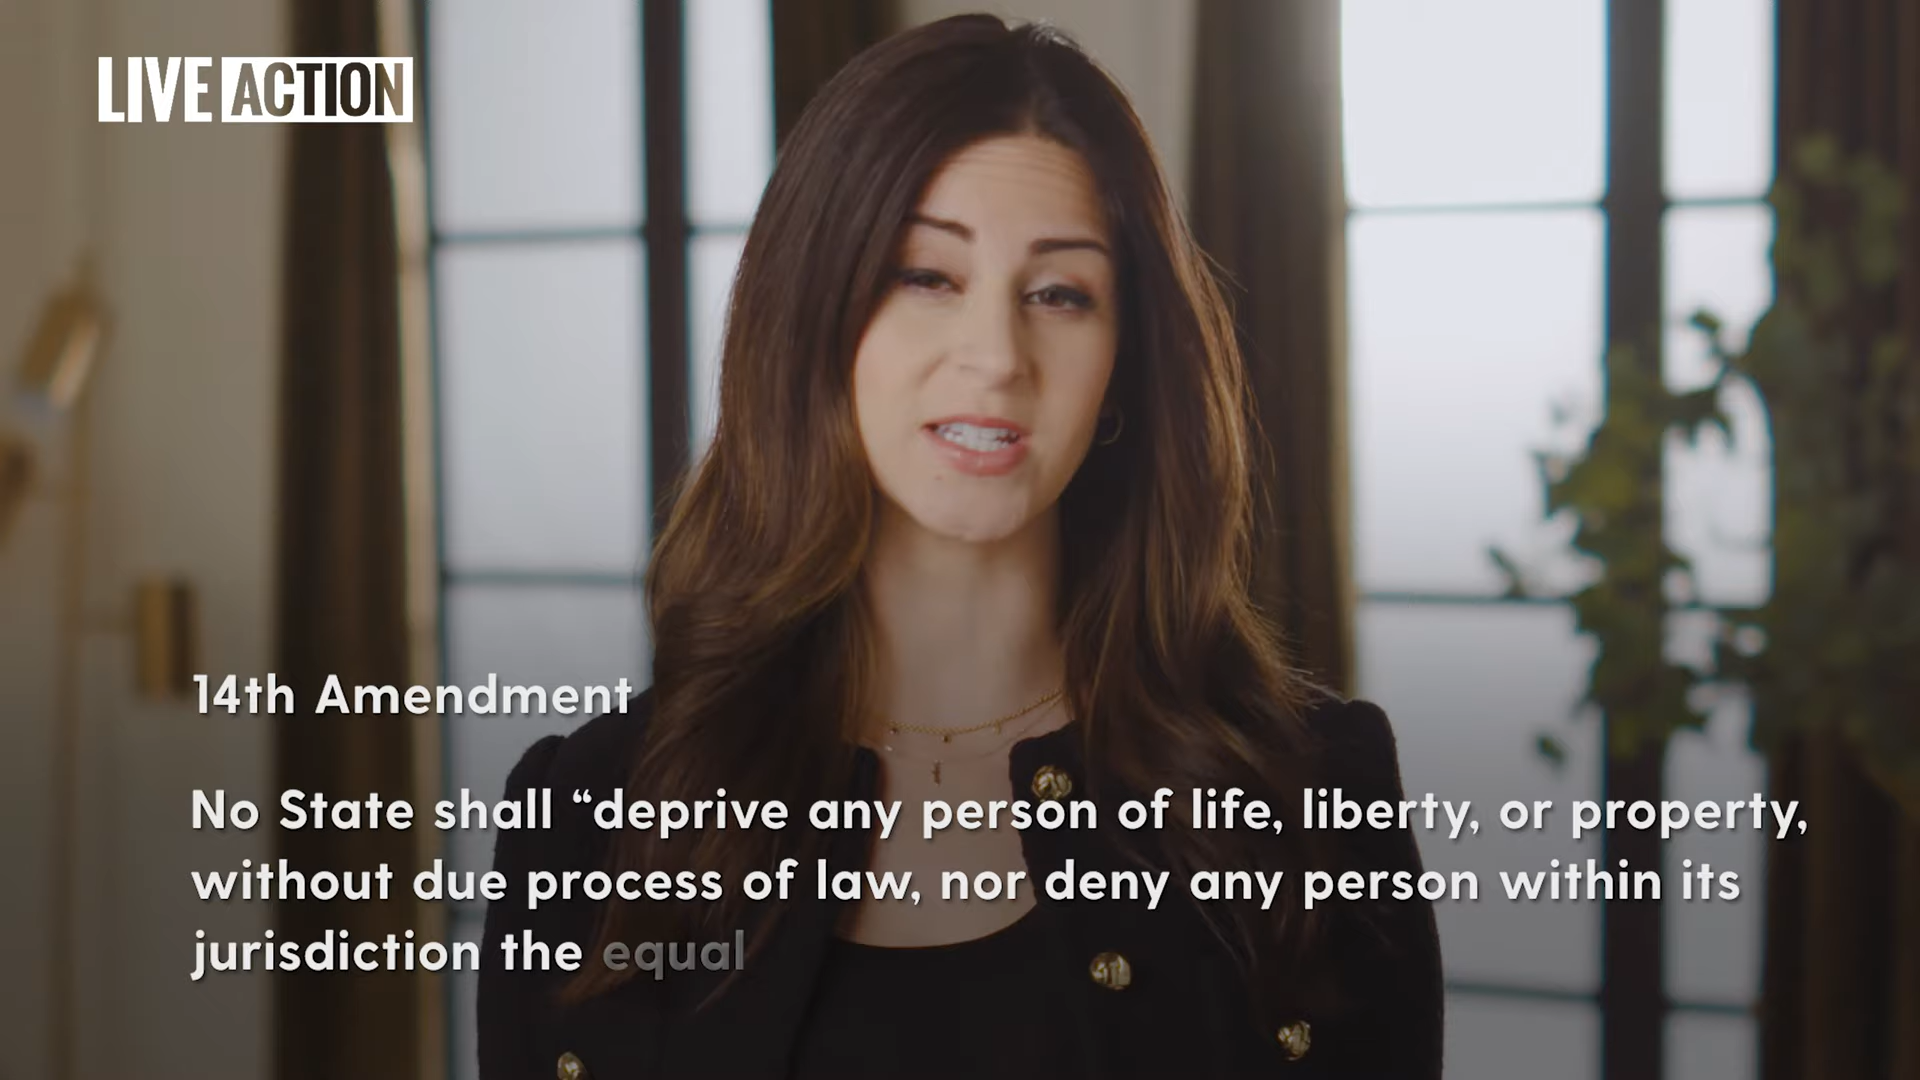 LIVE ACTION
14th Amendment
No State shall “deprive any person of life, liberty, or property,
without due process of law, nor deny any person within its
jurisdiction the equal